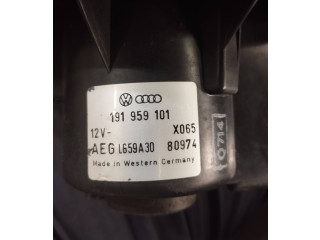 191 959 101
12V- X065
AEG L659A30 80974
Made in Western Germany